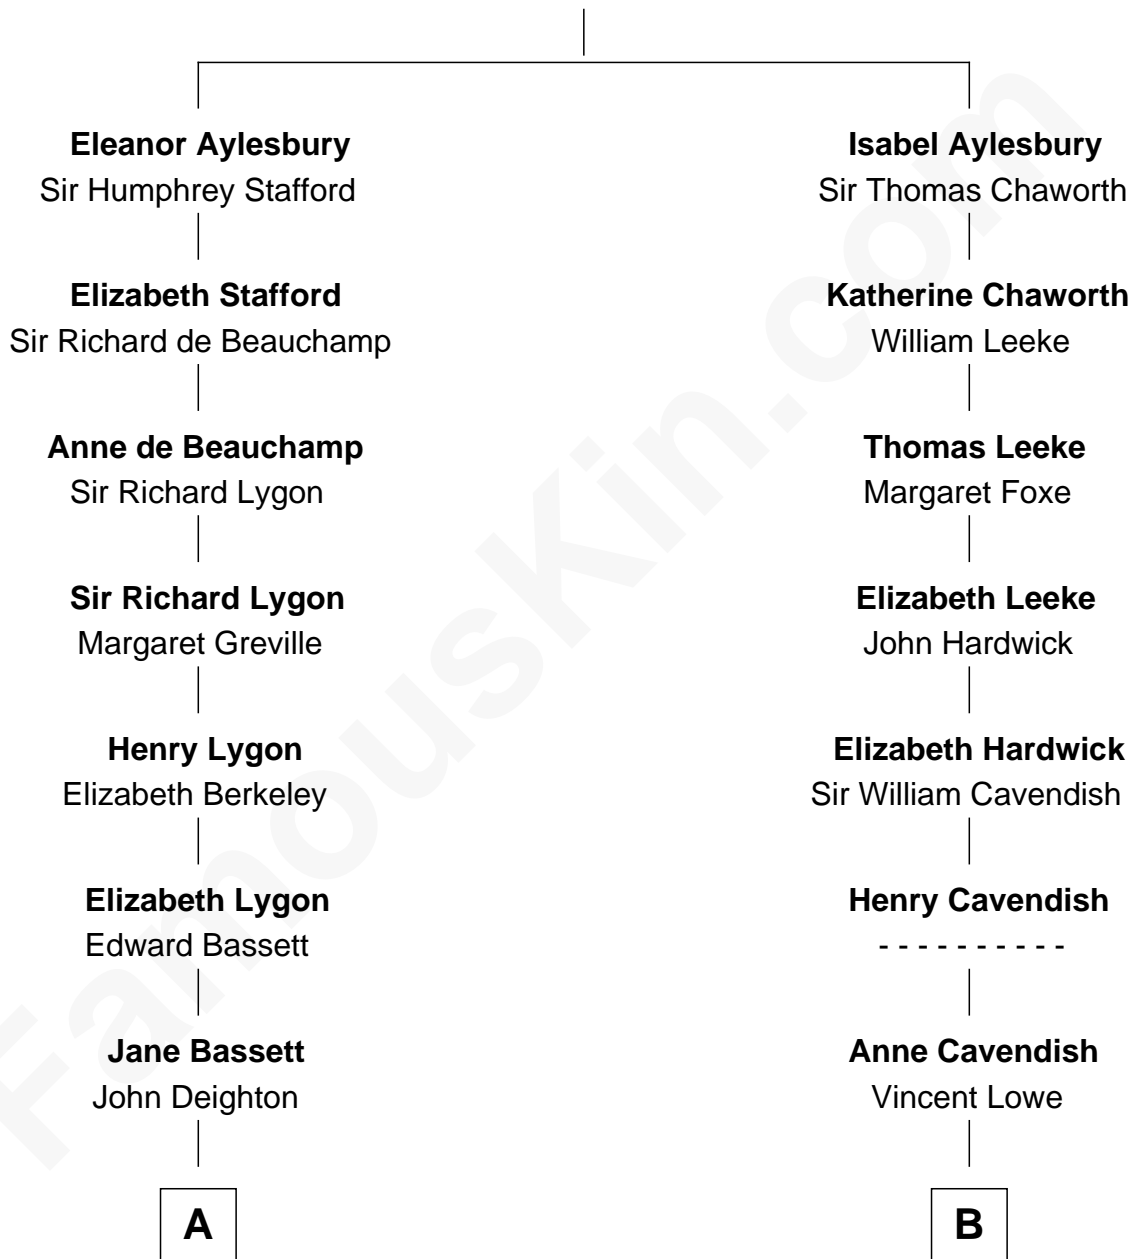 Eleanor Aylesbury
Sir Humphrey Stafford
Elizabeth Stafford
Sir Richard de Beauchamp
Anne de Beauchamp
Sir Richard Lygon
Sir Richard Lygon
Margaret Greville
Henry Lygon
Elizabeth Berkeley
Elizabeth Lygon
Edward Bassett
Jane Bassett
John Deighton
A
Isabel Aylesbury
Sir Thomas Chaworth
Katherine Chaworth
William Leeke
Thomas Leeke
Margaret Foxe
Elizabeth Leeke
John Hardwick
Elizabeth Hardwick
Sir William Cavendish
Henry Cavendish
- - - - - - - - - -
Anne Cavendish
Vincent Lowe
B
FamousKin.com